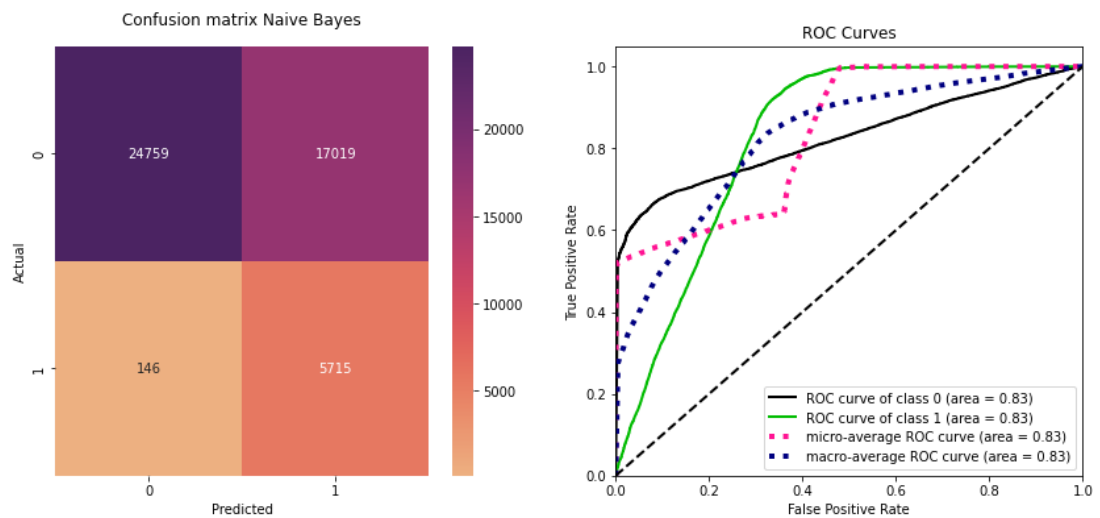 Confusion matrix Naive Bayes
0
1
Actual
24759
17019
146
5715
0
1
Predicted
20000
15000
10000
5000
ROC Curves
1.0
0.8
0.6
0.4
0.2
0.0
True Positive Rate
ROC curve of class 0 (area = 0.83)
ROC curve of class 1 (area = 0.83)
micro-average ROC curve (area = 0.83)
macro-average ROC curve (area = 0.83)
0.0
0.2
0.4
0.6
0.8
1.0
False Positive Rate